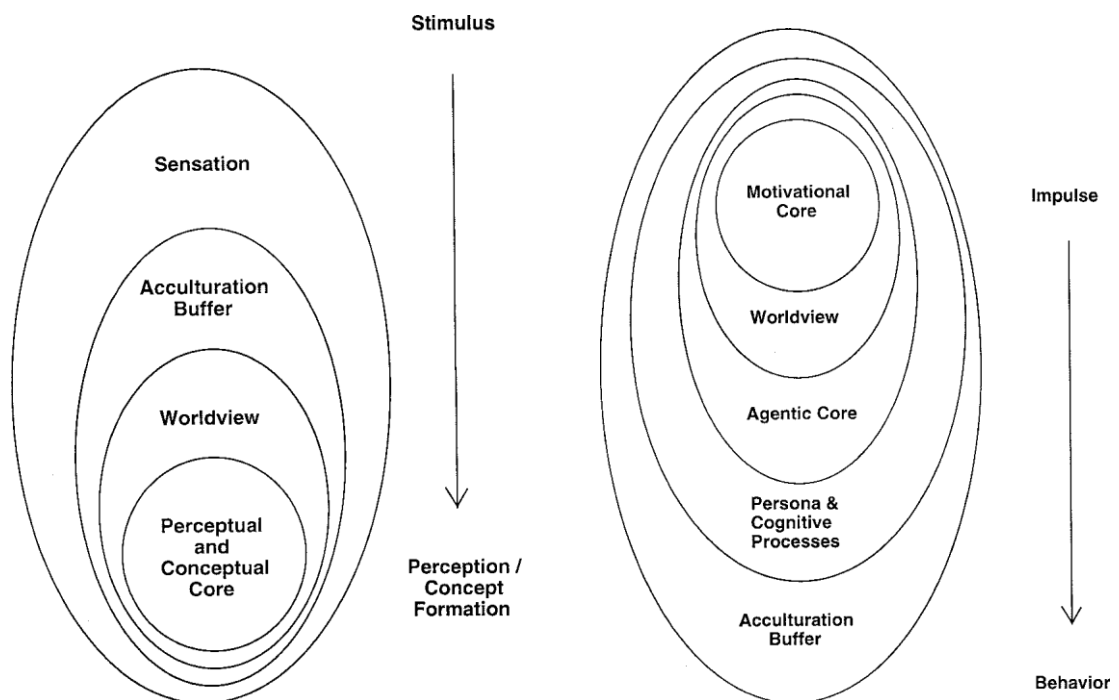 Stimulus
Sensation
Acculturation
Buffer
Worldview
Perceptual
and
Conceptual
Core
Perception /
Concept
Formation
Motivational
Core
Worldview
Agentic Core
Persona &
Cognitive
Processes
Acculturation
Buffer
Impulse
Behavior